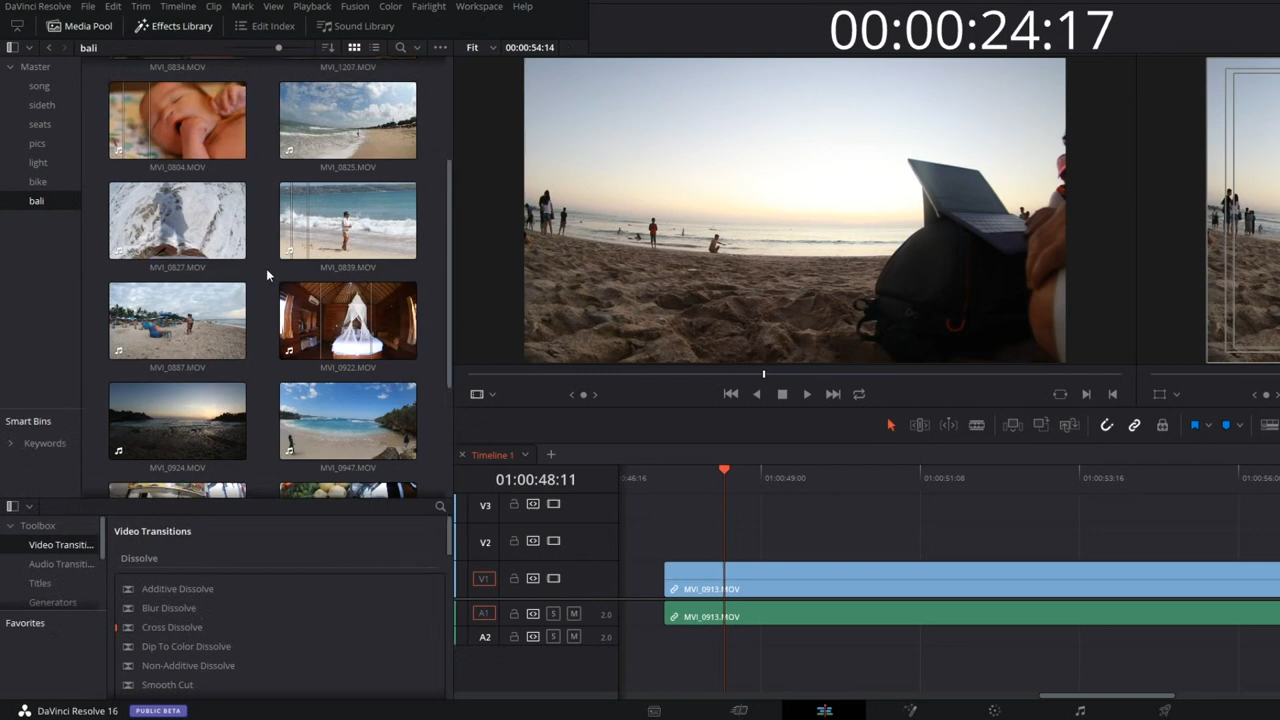 DaVinci Resolve File Edit Trim Timeline Clip Mark View Playback Fusion Color Fairlight Workspace Help
Media Pool Effects Library Edit Index Sound Library
00:00:24:17
bali Fit 00:00:54:14
Master
song
sideth
seats
pics
light
bike
bali
MVI_0834.MOV MVI_1207.MOV
MVI_0804.MOV MVI_0825.MOV
MVI_0827.MOV MVI_0839.MOV
MVI_0887.MOV MVI_0922.MOV
MVI_0924.MOV MVI_0947.MOV
Smart Bins
Keywords
Timeline 1
01:00:48:11
:00:46:16 01:00:49:00 01:00:51:08 01:00:53:16 01:00:56:0
V3
V2
V1 MVI_0913.MOV
A1 S M 2.0 MVI_0913.MOV
A2 S M 2.0
Toolbox
Video Transiti...
Audio Transiti...
Titles
Generators
Favorites
Video Transitions
Dissolve
Additive Dissolve
Blur Dissolve
Cross Dissolve
Dip To Color Dissolve
Non-Additive Dissolve
Smooth Cut
DaVinci Resolve 16 PUBLIC BETA